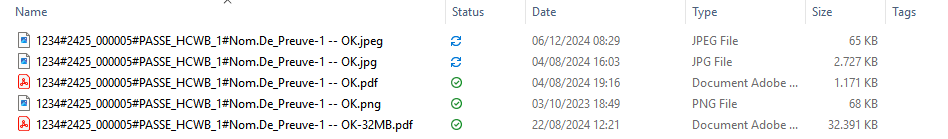 Name Status Date Type Size Tags
1234#2425_000005#PASSE_HCWB_1#Nom.De_Preuve-1 -- OK.jpeg 06/12/2024 08:29 JPEG File 65 KB
1234#2425_000005#PASSE_HCWB_1#Nom.De_Preuve-1 -- OK.jpg 04/08/2024 16:03 JPG File 2.727 KB
1234#2425_000005#PASSE_HCWB_1#Nom.De_Preuve-1 -- OK.pdf 04/08/2024 19:16 Document Adobe ... 1.171 KB
1234#2425_000005#PASSE_HCWB_1#Nom.De_Preuve-1 -- OK.png 03/10/2023 18:49 PNG File 68 KB
1234#2425_000005#PASSE_HCWB_1#Nom.De_Preuve-1 -- OK-32MB.pdf 22/08/2024 12:21 Document Adobe ... 32.391 KB